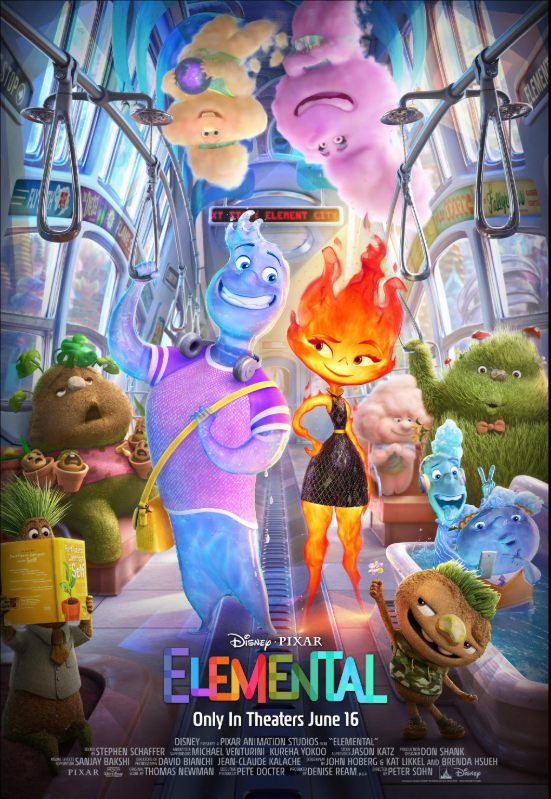 STOP
XT STOP ELEMENT CITY
Self
DISNEY · PIXAR
ELEMENTAL
Only In Theaters June 16
DISNEY PRESENTS A PIXAR ANIMATION STUDIOS FILM "ELEMENTAL"
STEPHEN SCHAFFER MICHAEL VENTURINI KUREHA YOKOO JASON KATZ DON SHANK
SANJAY BAKSHI DAVID BIANCHI JEAN-CLAUDE KALACHE JOHN HOBERG & KAT LIKKEL AND BRENDA HSUEH
PIXAR THOMAS NEWMAN PETE DOCTER DENISE REAM, p.g.a. PETER SOHN Disney